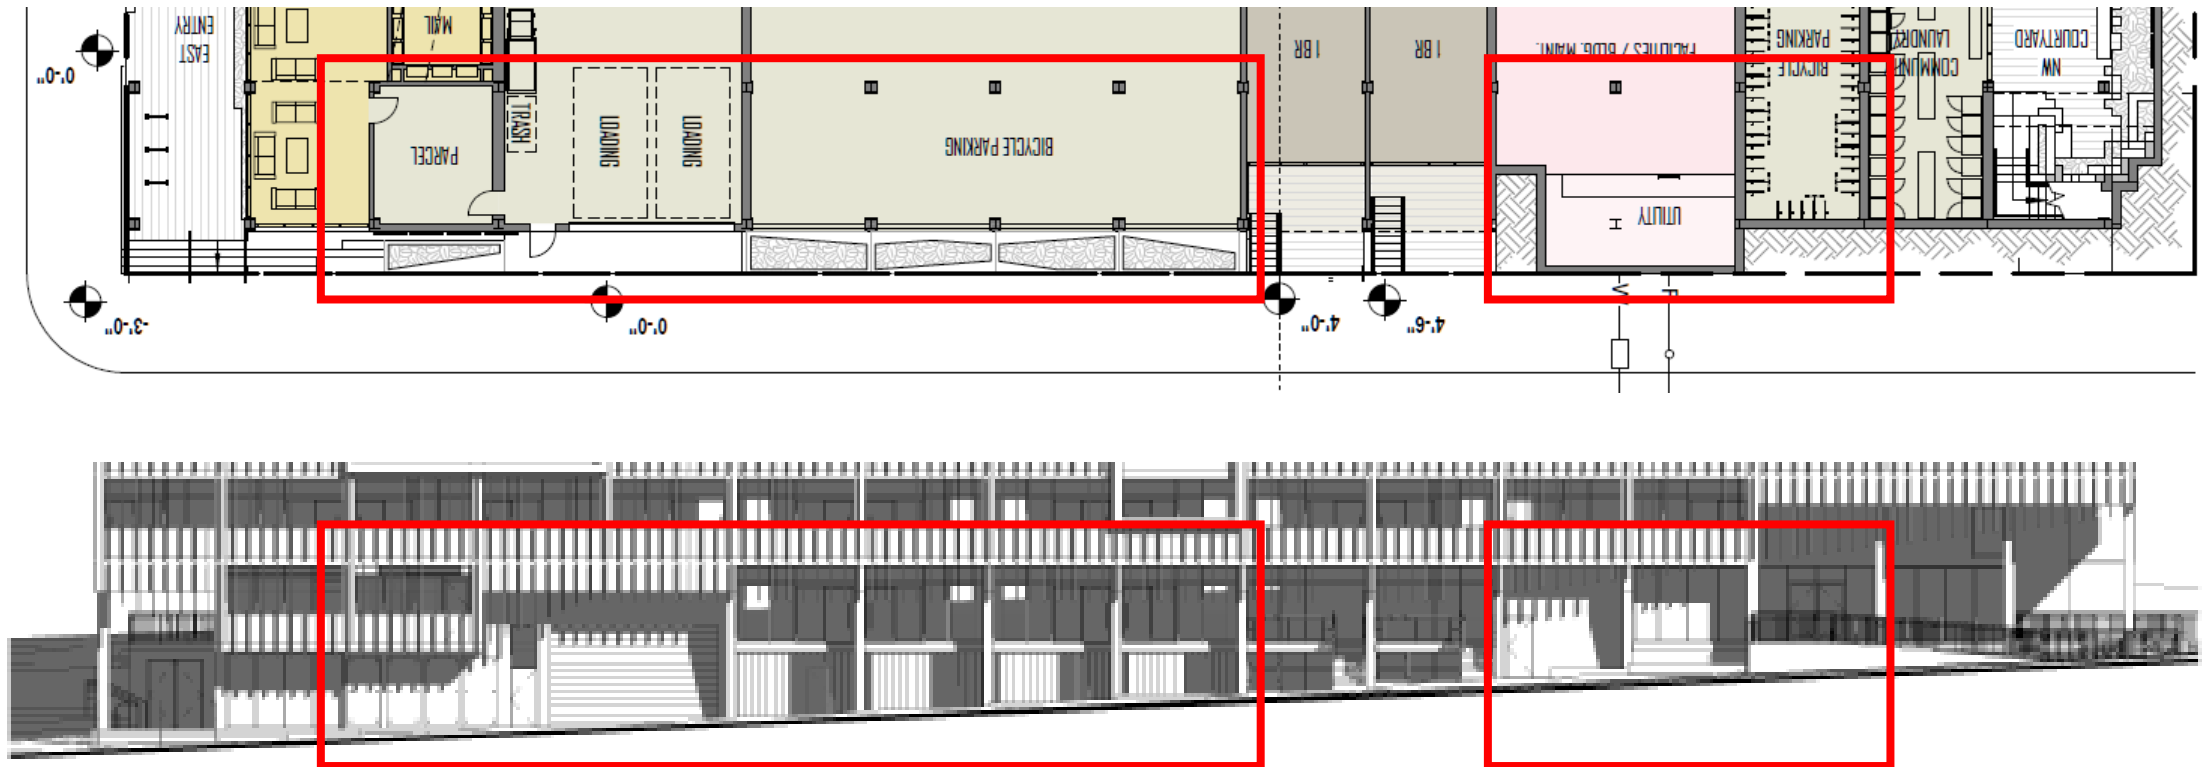 EAST
ENTRY
MAIL
1 BR
1 BR
FACILITIES / BLDG. MAINT.
BICYCLE
PARKING
COMMUNITY
LAUNDRY
NW
COURTYARD
0'-0"
PARCEL
TRASH
LOADING
LOADING
BICYCLE PARKING
UTILITY
W
F
-3'-0"
0'-0"
4'-0"
4'-6"